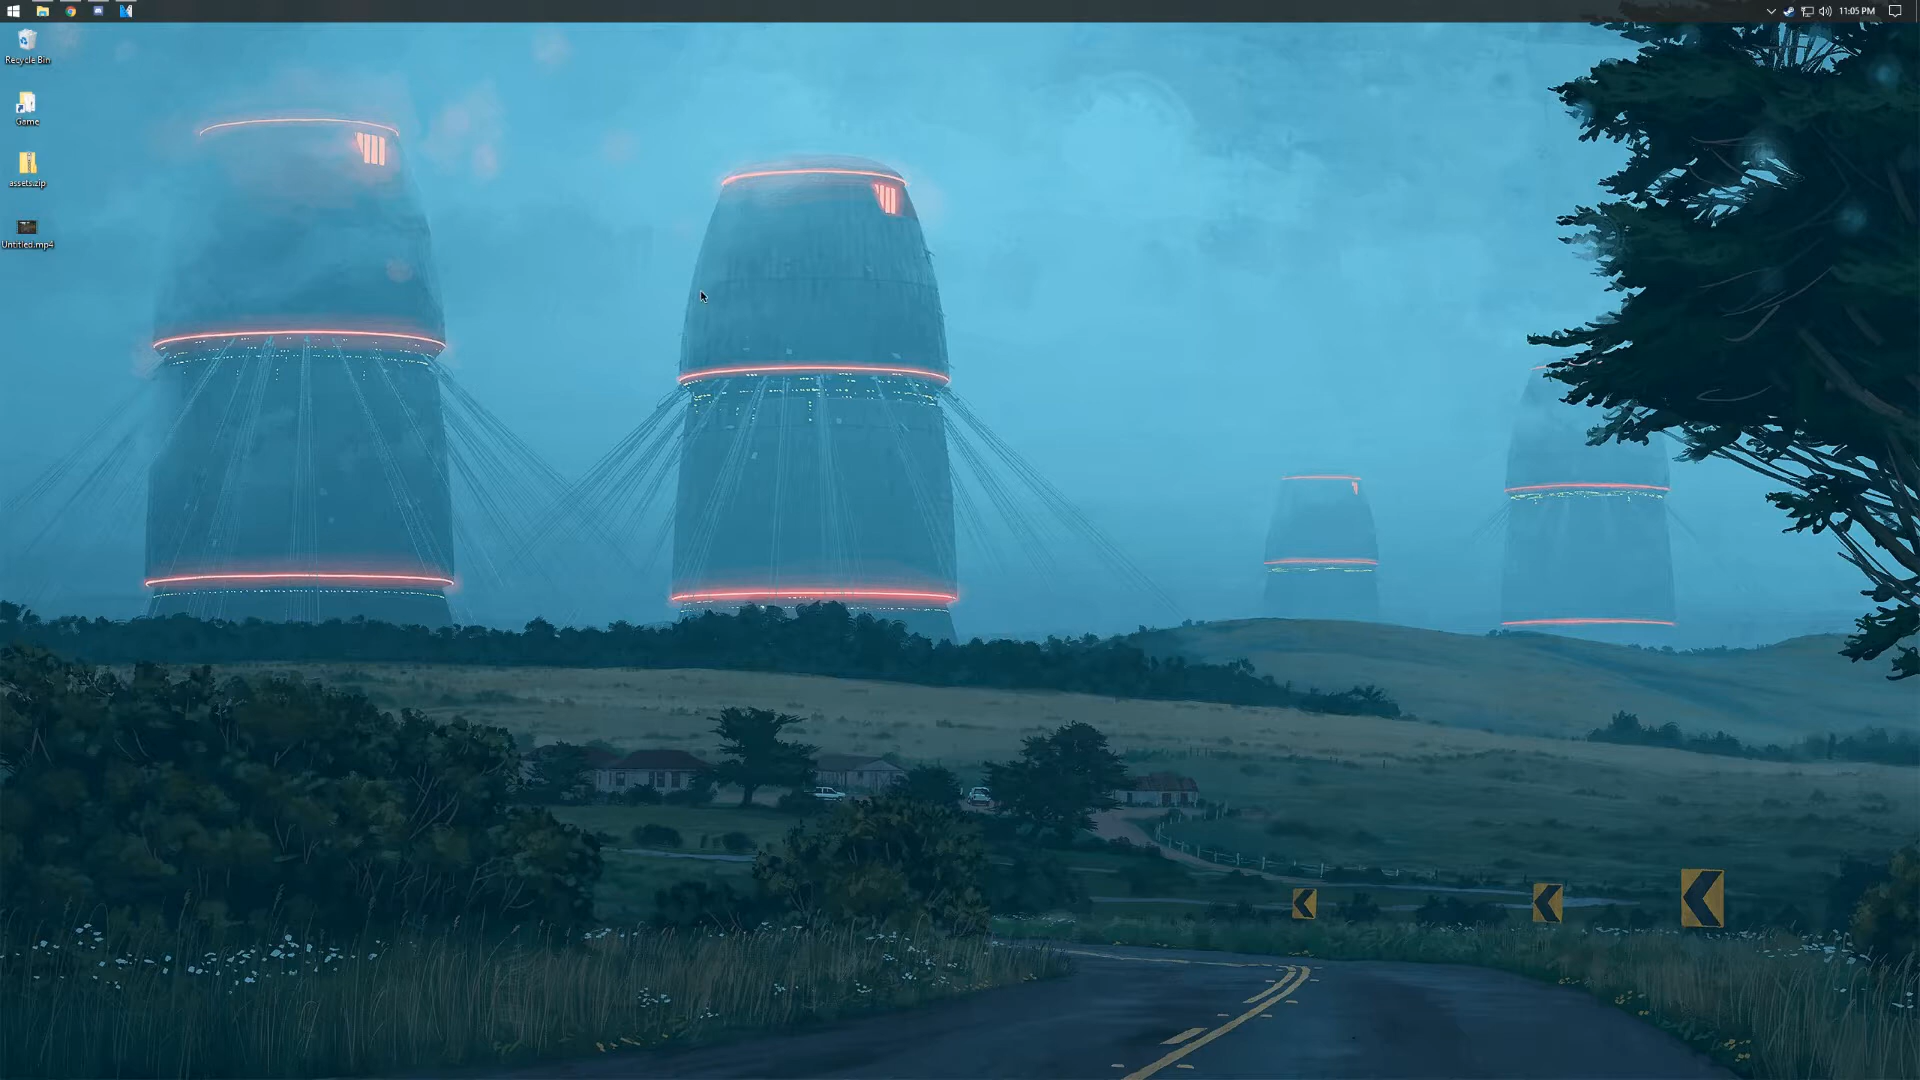 11:05 PM
Recycle Bin
Game
assets.zip
Untitled.mp4